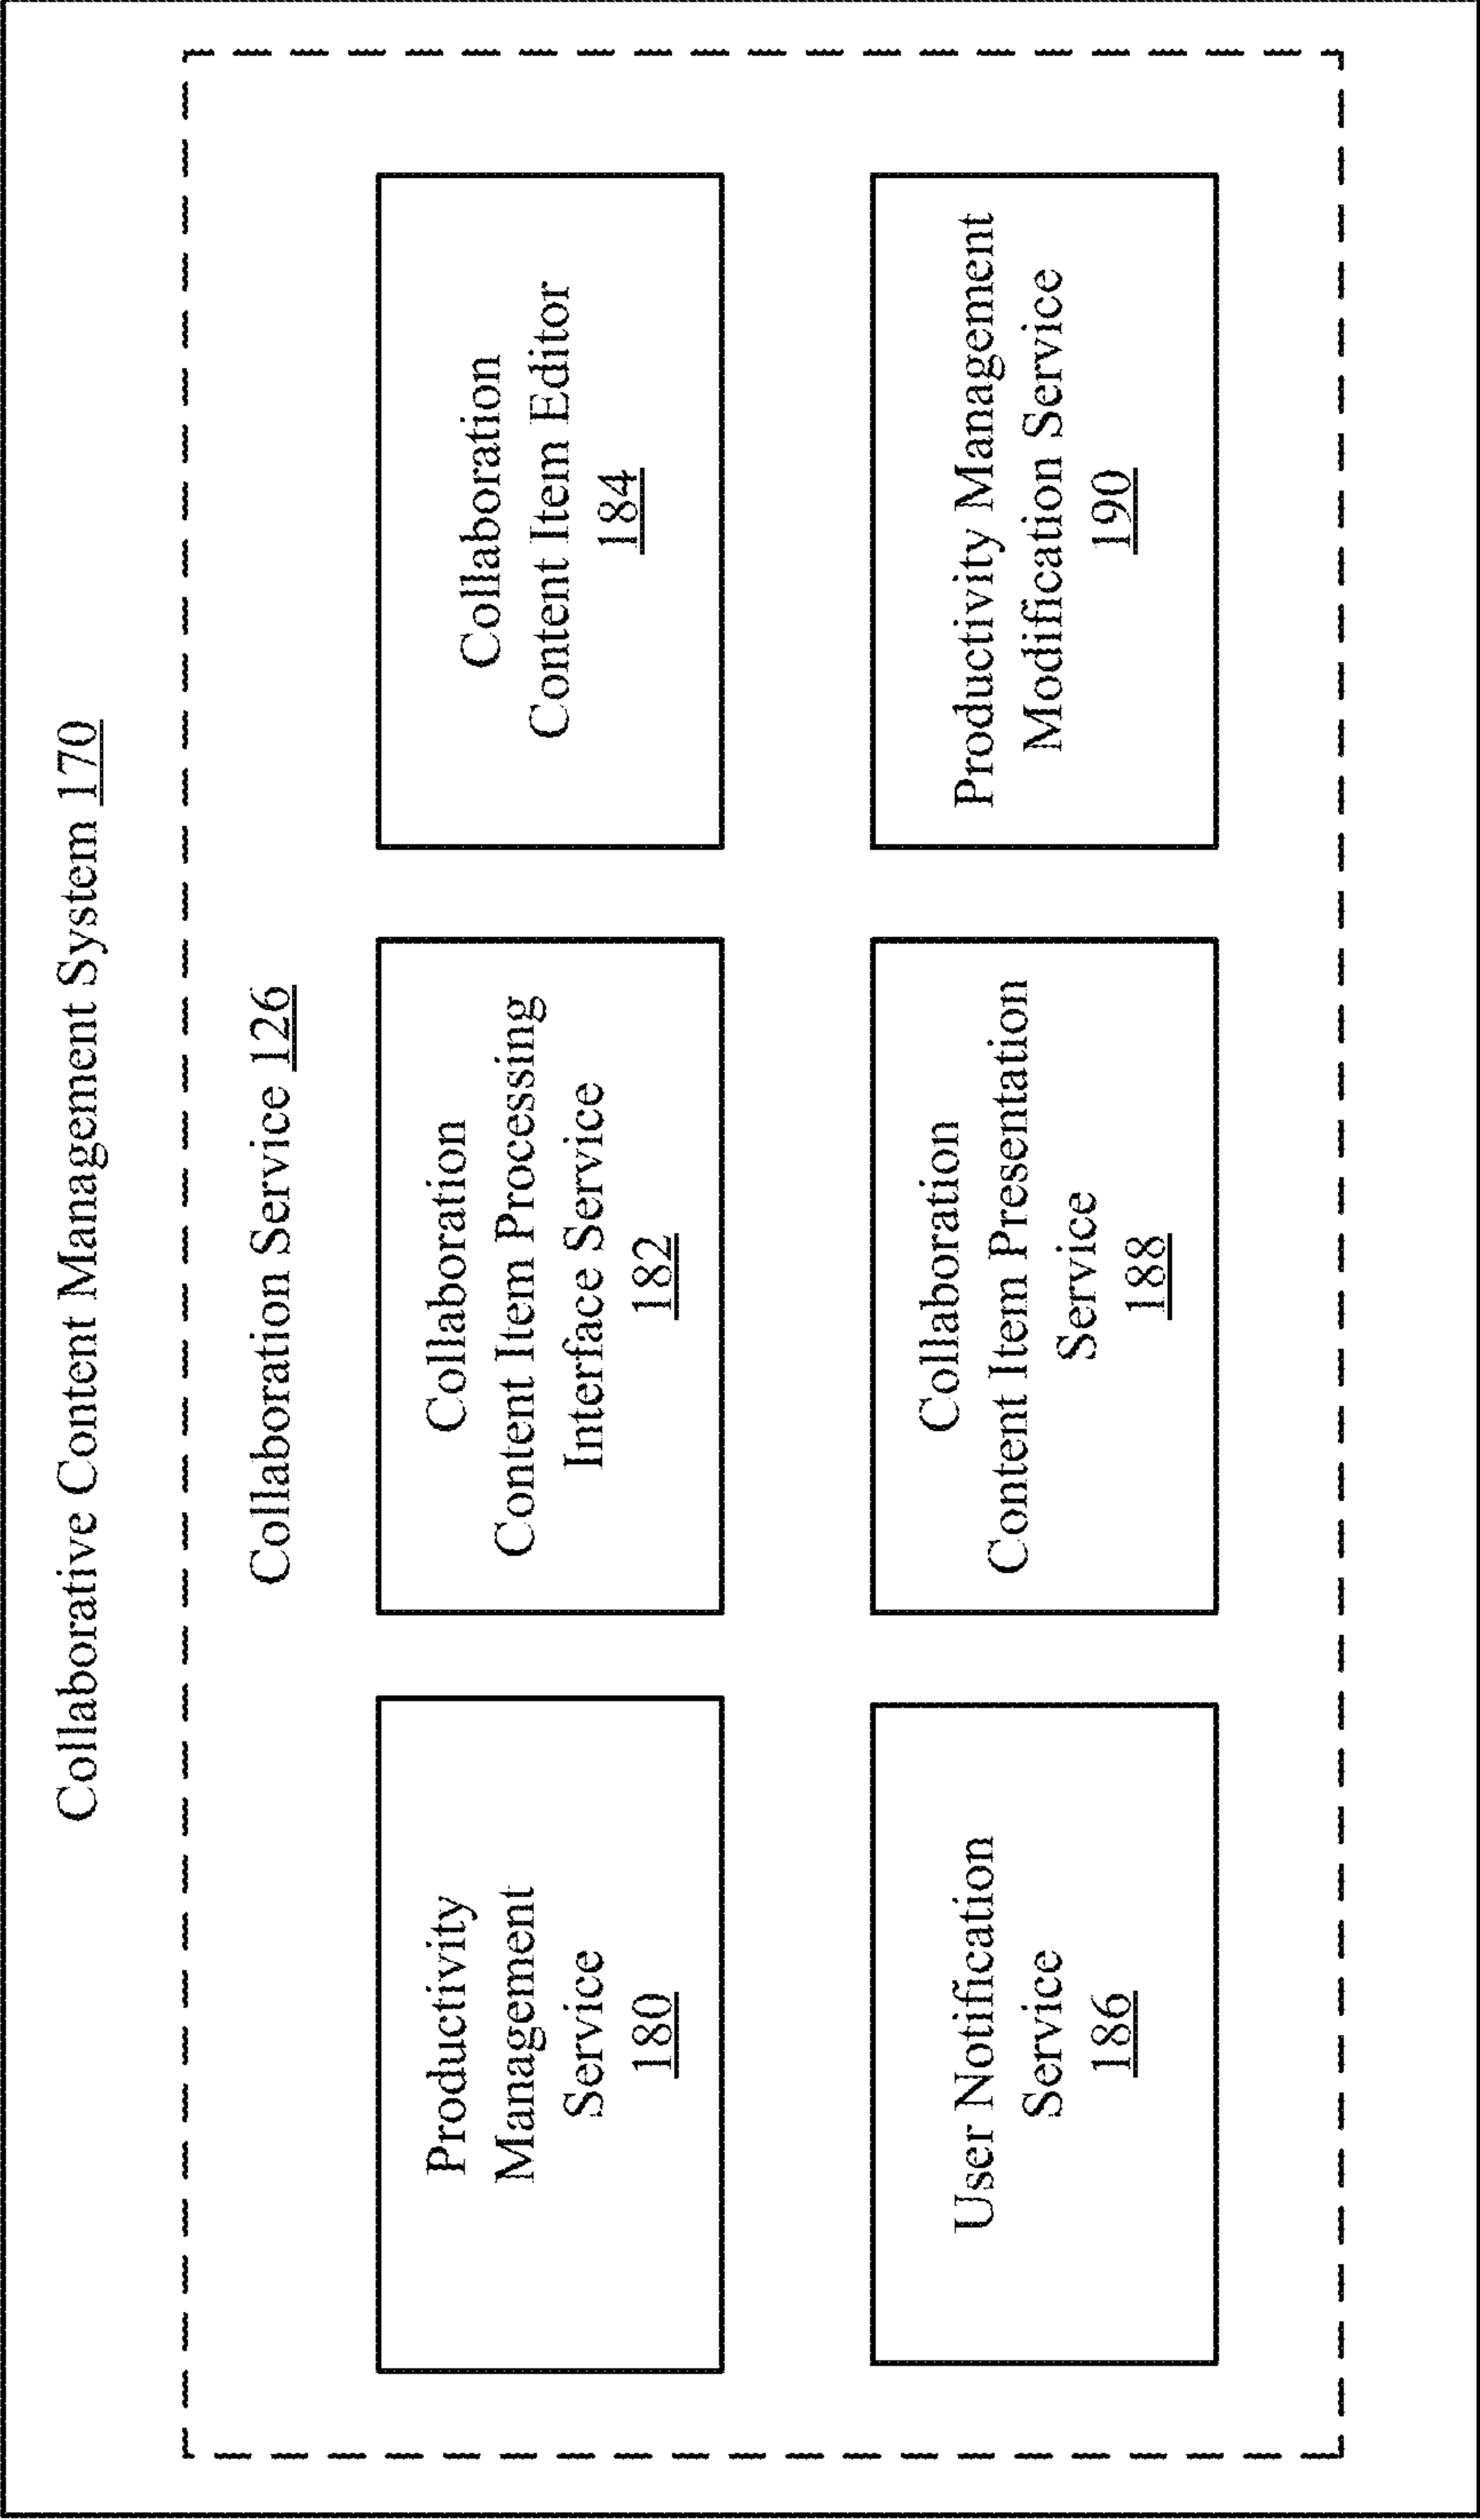 Collaborative Content Management System 170
Collaboration Service 126
Productivity
Management
Service
180
Collaboration
Content Item Processing
Interface Service
182
Collaboration
Content Item Editor
184
User Notification
Service
186
Collaboration
Content Item Presentation
Service
188
Productivity Management
Modification Service
190